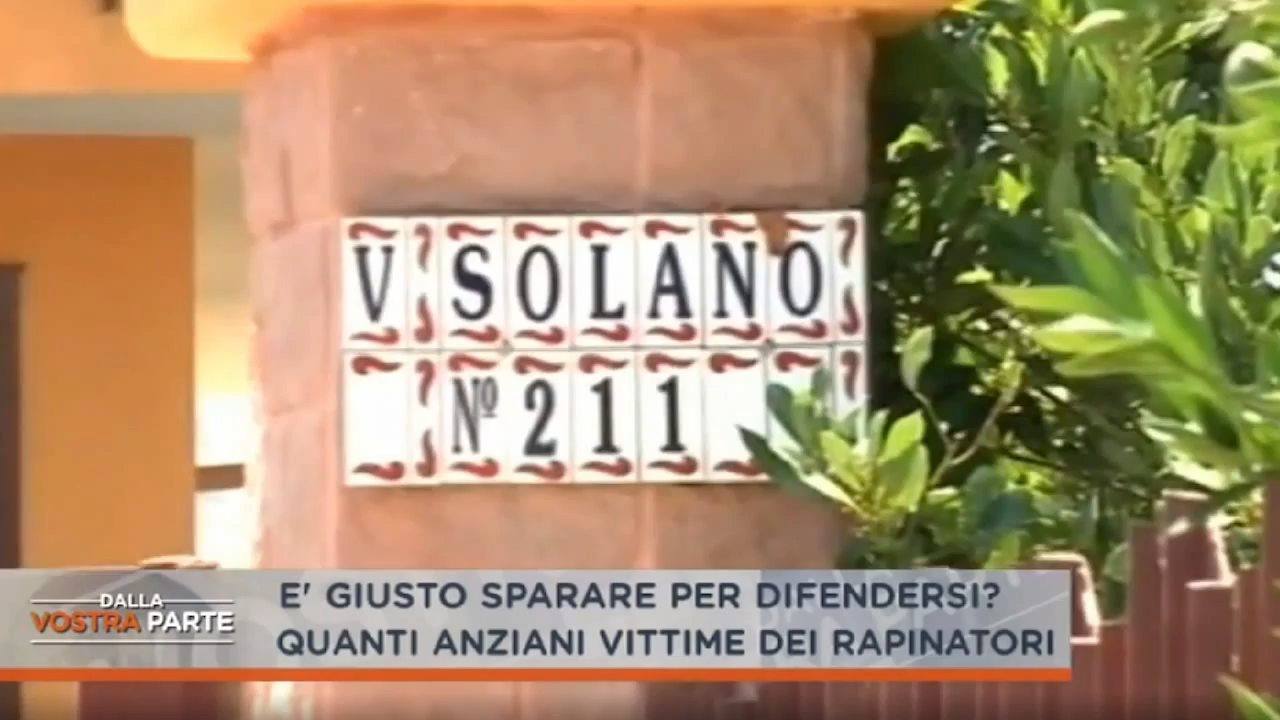 V SOLANO
Nº 211
DALLA
VOSTRA PARTE
E' GIUSTO SPARARE PER DIFENDERSI?
QUANTI ANZIANI VITTIME DEI RAPINATORI